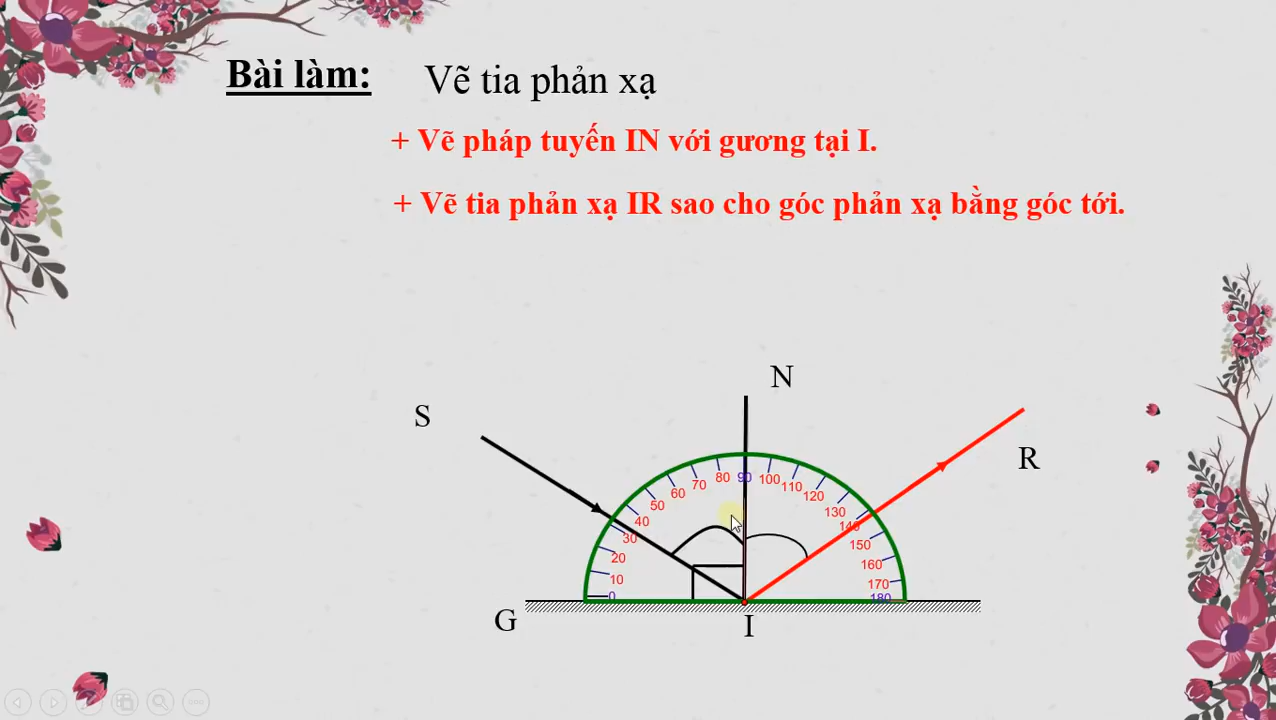 Bài làm: Vẽ tia phản xạ
+ Vẽ pháp tuyến IN với gương tại I.
+ Vẽ tia phản xạ IR sao cho góc phản xạ bằng góc tới.
N
S
R
0 10 20 30 40 50 60 70 80 90 100 110 120 130 140 150 160 170 180
G
I